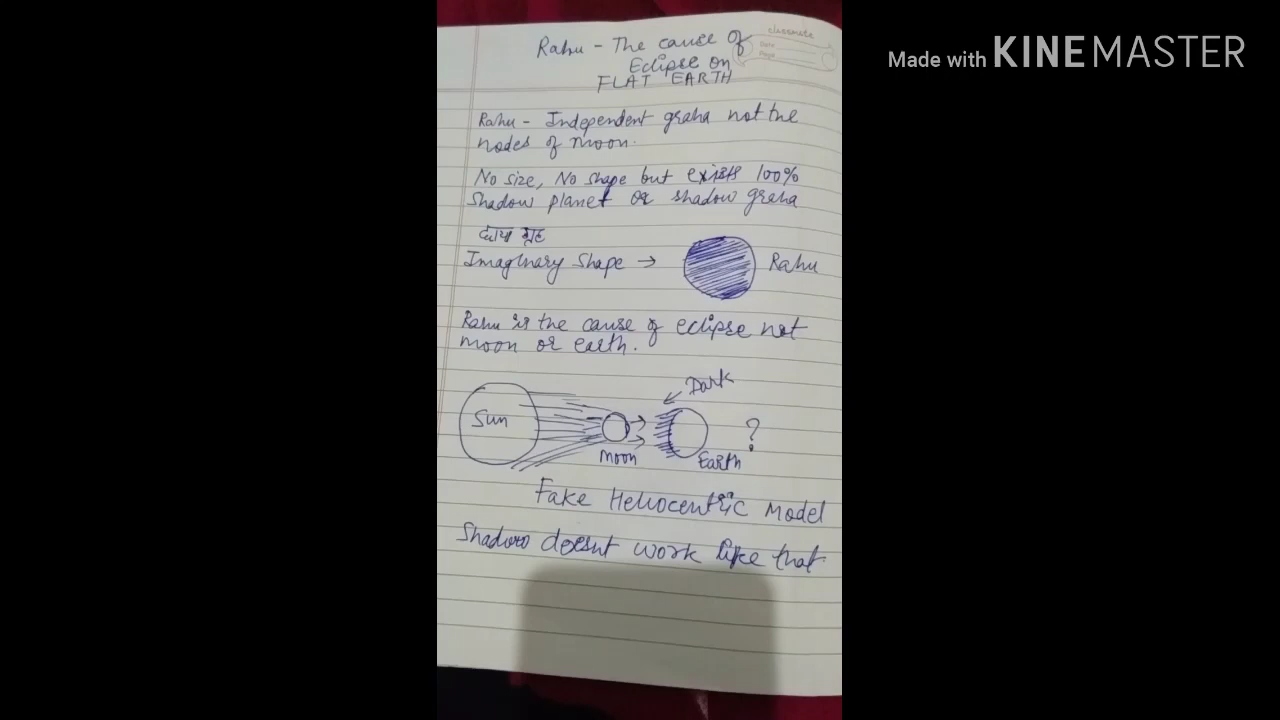 Made with KINEMASTER
classmate
Date
Page
Rahu - The cause of
Eclipse on
FLAT EARTH
Rahu - Independent graha not the
nodes of moon.
No size, No shape but exists 100%
Shadow planet or shadow graha
छाया ग्रह
Imaginary Shape → Rahu
Rahu is the cause of eclipse not
moon or earth.
Dark
Sun
?
Moon
Earth
Fake Heliocentric Model
Shadow doesnt work like that